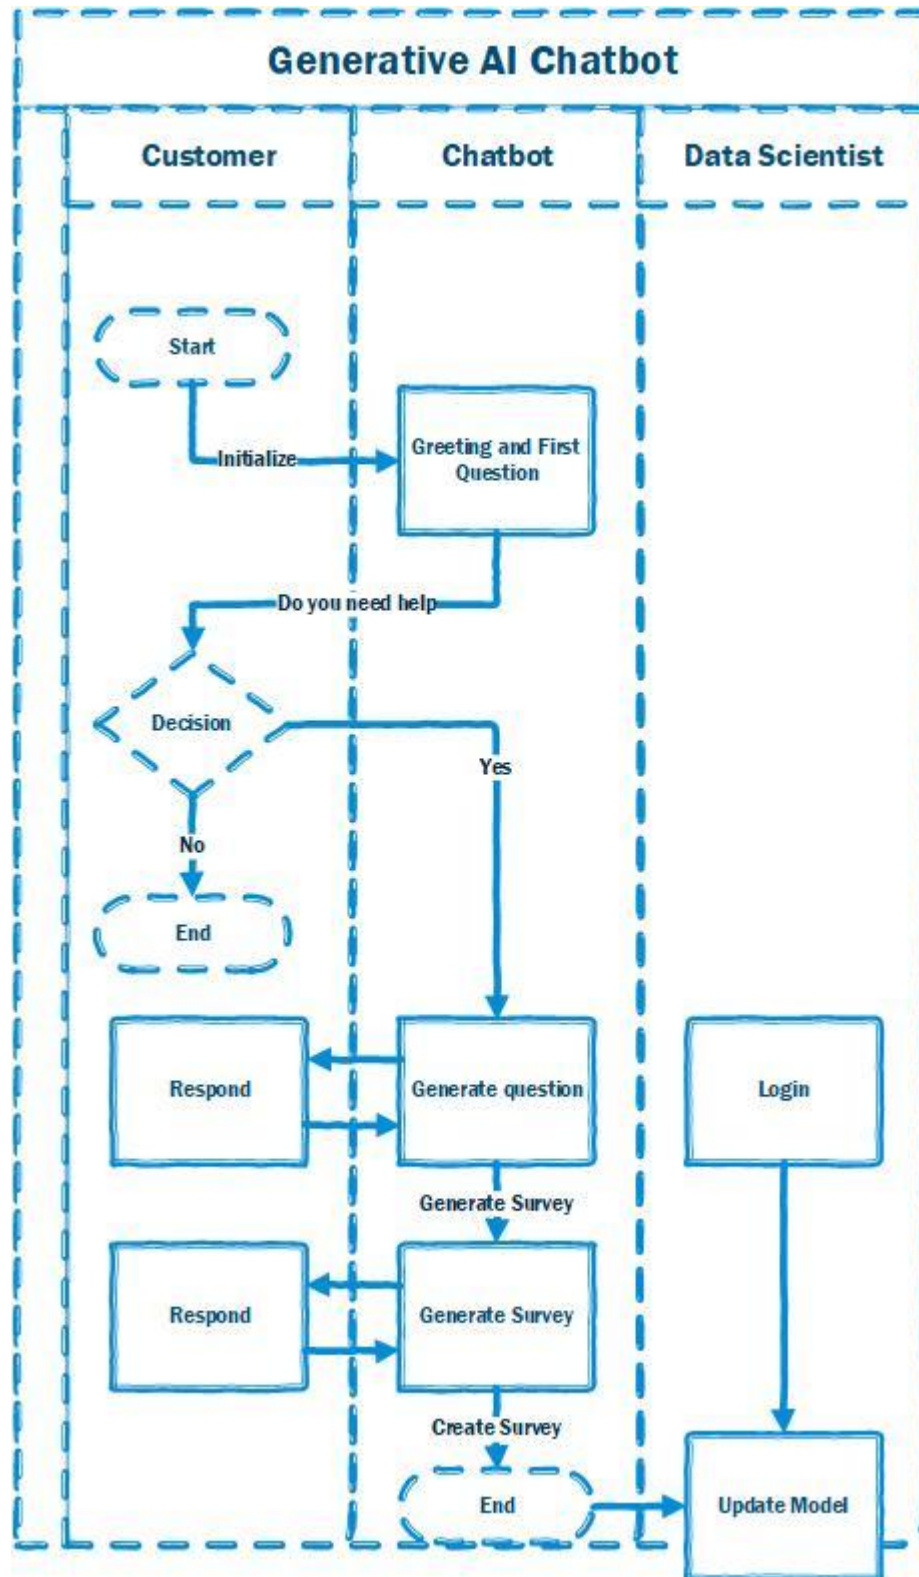 Generative AI Chatbot
Customer
Chatbot
Data Scientist
Start
Initialize
Greeting and First
Question
Do you need help
Decision
Yes
No
End
Respond
Generate question
Login
Generate Survey
Respond
Generate Survey
Create Survey
End
Update Model